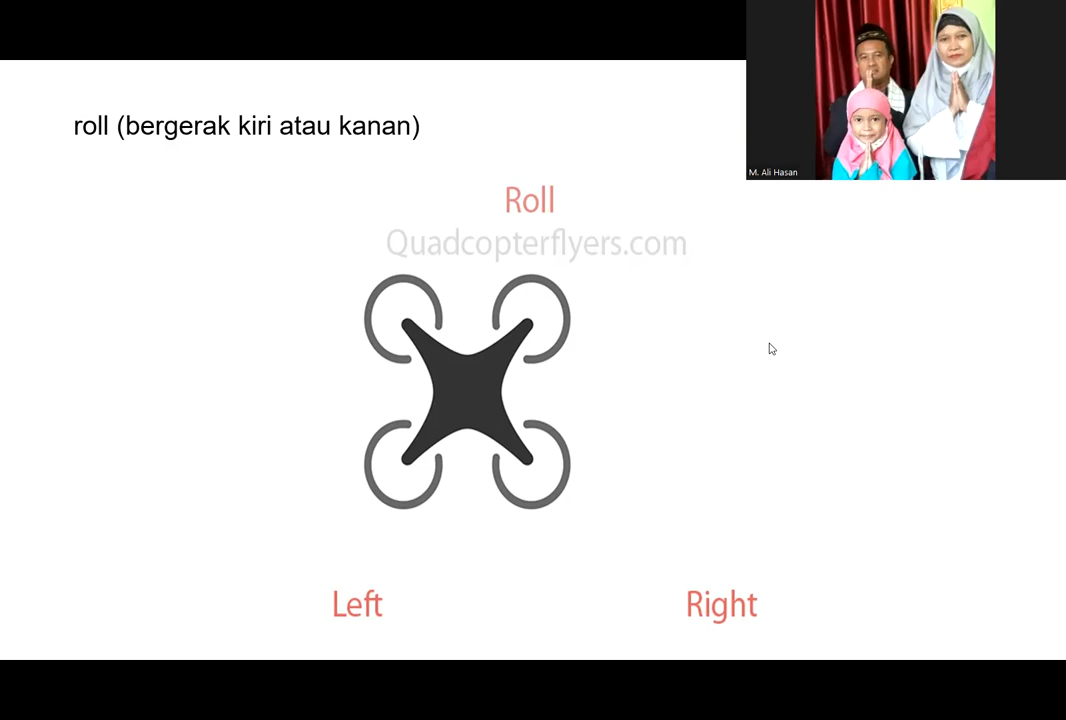 roll (bergerak kiri atau kanan)
M. Ali Hasan
Roll
Quadcopterflyers.com
Left
Right